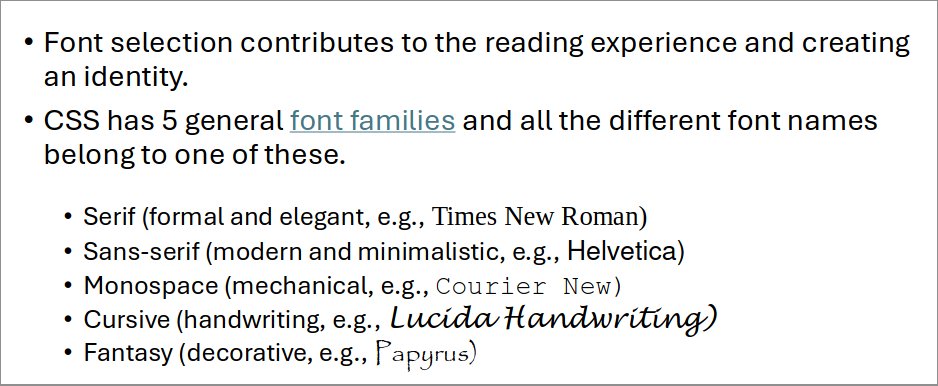 • Font selection contributes to the reading experience and creating
an identity.
• CSS has 5 general font families and all the different font names
belong to one of these.
• Serif (formal and elegant, e.g., Times New Roman)
• Sans-serif (modern and minimalistic, e.g., Helvetica)
• Monospace (mechanical, e.g., Courier New)
• Cursive (handwriting, e.g., Lucida Handwriting)
• Fantasy (decorative, e.g., Papyrus)